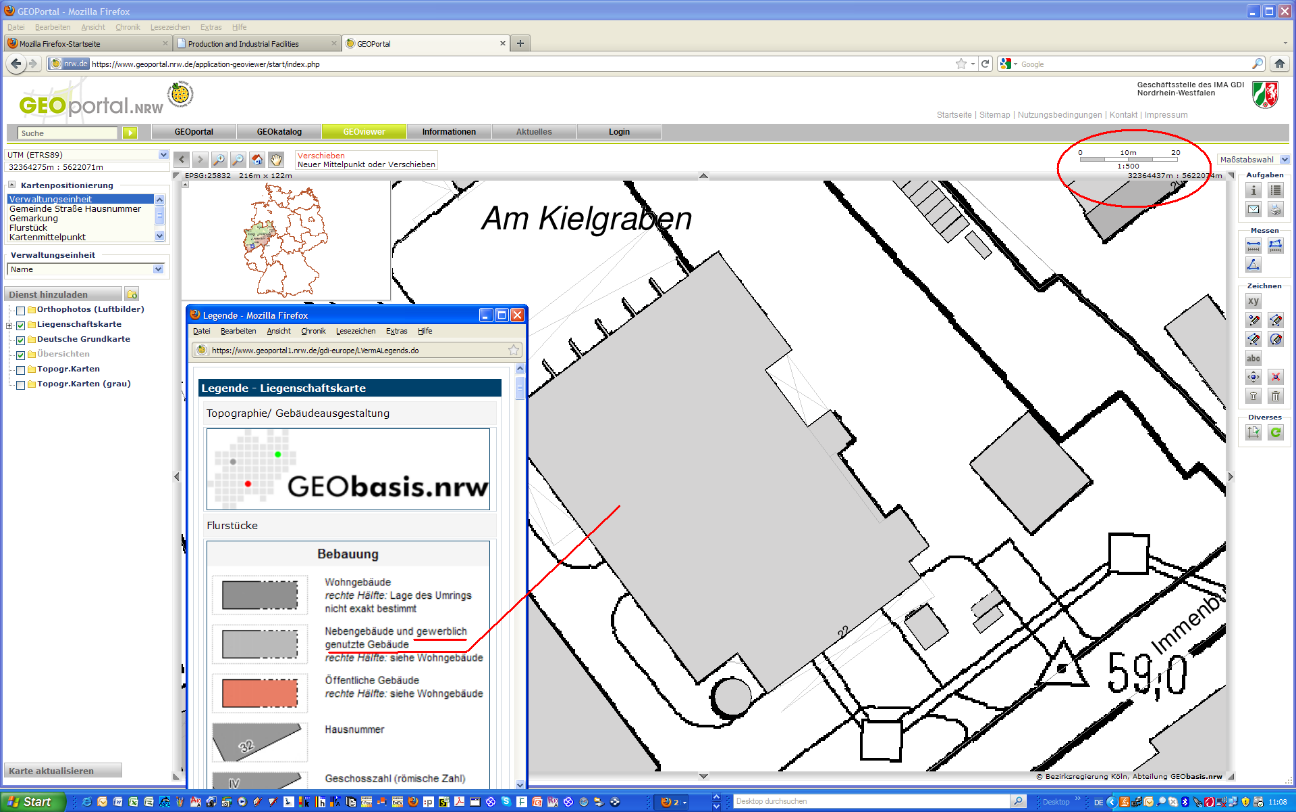 GEOPortal - Mozilla Firefox
Datei Bearbeiten Ansicht Chronik Lesezeichen Extras Hilfe
Mozilla Firefox-Startseite
Production and Industrial Facilities
GEOPortal
nrw.de https://www.geoportal.nrw.de/application-geoviewer/start/index.php
Google
GEOportal.NRW
Geschäftsstelle des IMA GDI
Nordrhein-Westfalen
Startseite | Sitemap | Nutzungsbedingungen | Kontakt | Impressum
Suche
GEOportal
GEOkatalog
GEOviewer
Informationen
Aktuelles
Login
UTM (ETRS89)
32364275m : 5622071m
Verschieben
Neuer Mittelpunkt oder Verschieben
0 10m 20
1:500
Maßstabswahl
EPSG:25832 216m x 122m
32364437m : 5622074m
Kartenpositionierung
Verwaltungseinheit
Gemeinde Straße Hausnummer
Gemarkung
Flurstück
Kartenmittelpunkt
Verwaltungseinheit
Name
Dienst hinzuladen
Orthophotos (Luftbilder)
Liegenschaftskarte
Deutsche Grundkarte
Übersichten
Topogr.Karten
Topogr.Karten (grau)
Karte aktualisieren
Am Kielgraben
22
Immenb
59,0
Legende - Mozilla Firefox
Datei Bearbeiten Ansicht Chronik Lesezeichen Extras Hilfe
https://www.geoportal1.nrw.de/gdi-europe/LVermALegends.do
Legende - Liegenschaftskarte
Topographie/ Gebäudeausgestaltung
GEObasis.nrw
Flurstücke
Bebauung
Wohngebäude
rechte Hälfte: Lage des Umrings
nicht exakt bestimmt
Nebengebäude und gewerblich
genutzte Gebäude
rechte Hälfte: siehe Wohngebäude
Öffentliche Gebäude
rechte Hälfte: siehe Wohngebäude
32
Hausnummer
IV
Geschosszahl (römische Zahl)
Aufgaben
Messen
Zeichnen
xy
abc
Diverses
© Bezirksregierung Köln, Abteilung GEObasis.nrw
Start
2
Desktop durchsuchen
Desktop
DE
11:08